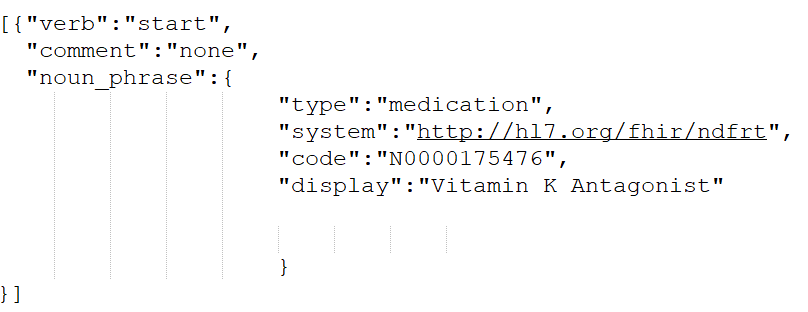 [{"verb":"start",
"comment":"none",
"noun_phrase":{
"type":"medication",
"system":"http://hl7.org/fhir/ndfrt",
"code":"N0000175476",
"display":"Vitamin K Antagonist"
}
}]